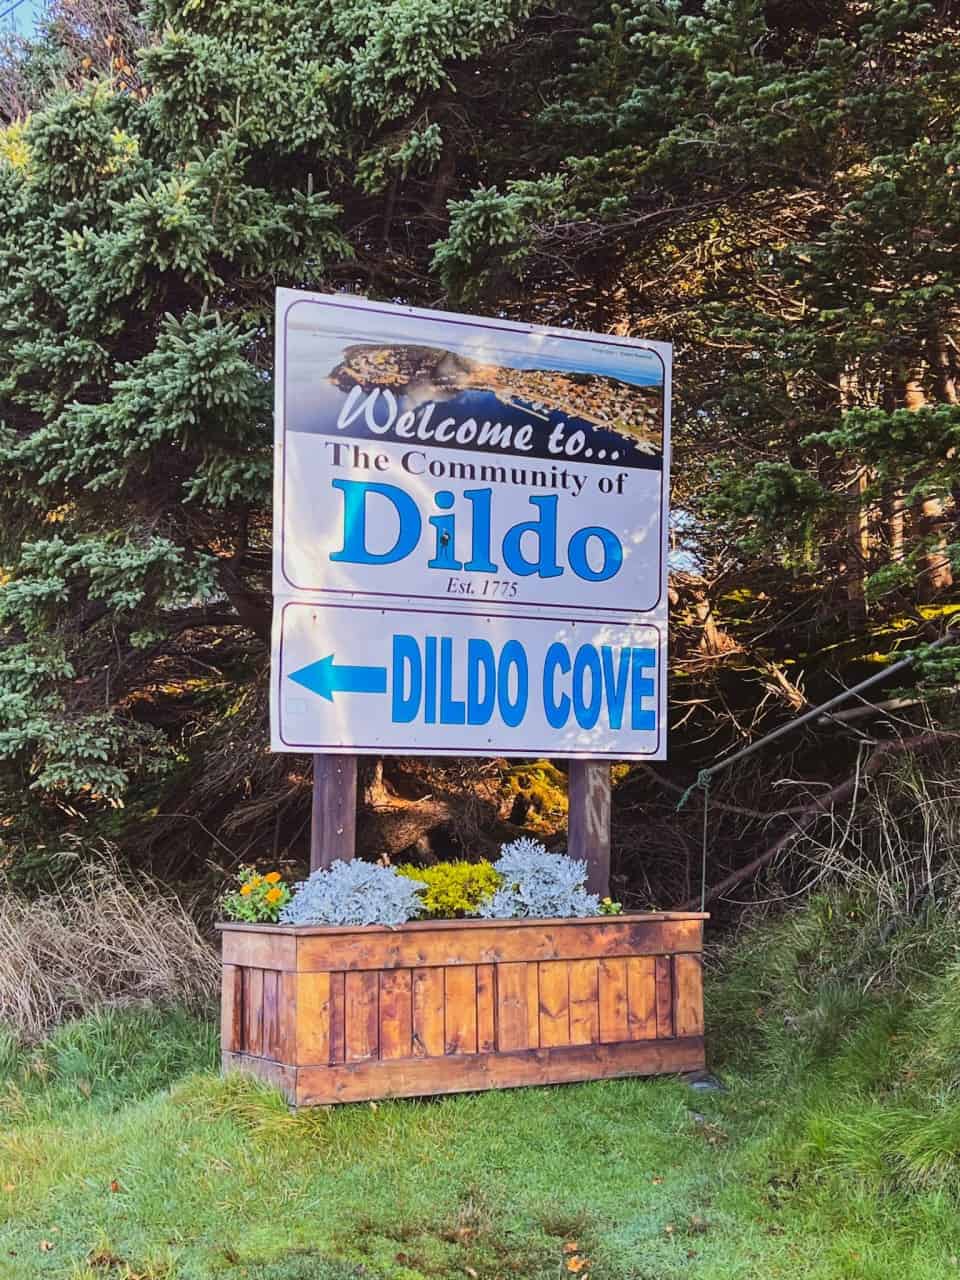 Welcome to...
The Community of
Dildo
Est. 1775
DILDO COVE